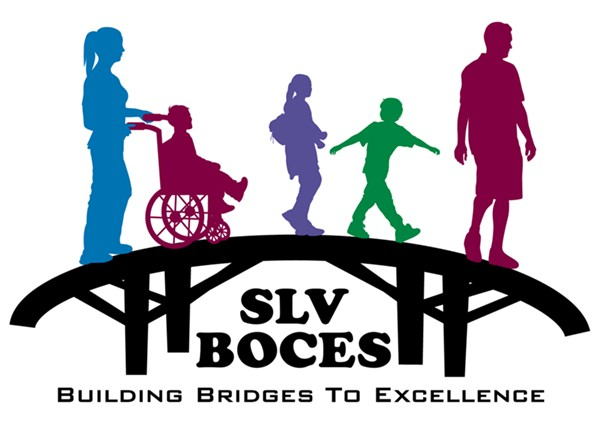 SLV
BOCES
BUILDING BRIDGES TO EXCELLENCE